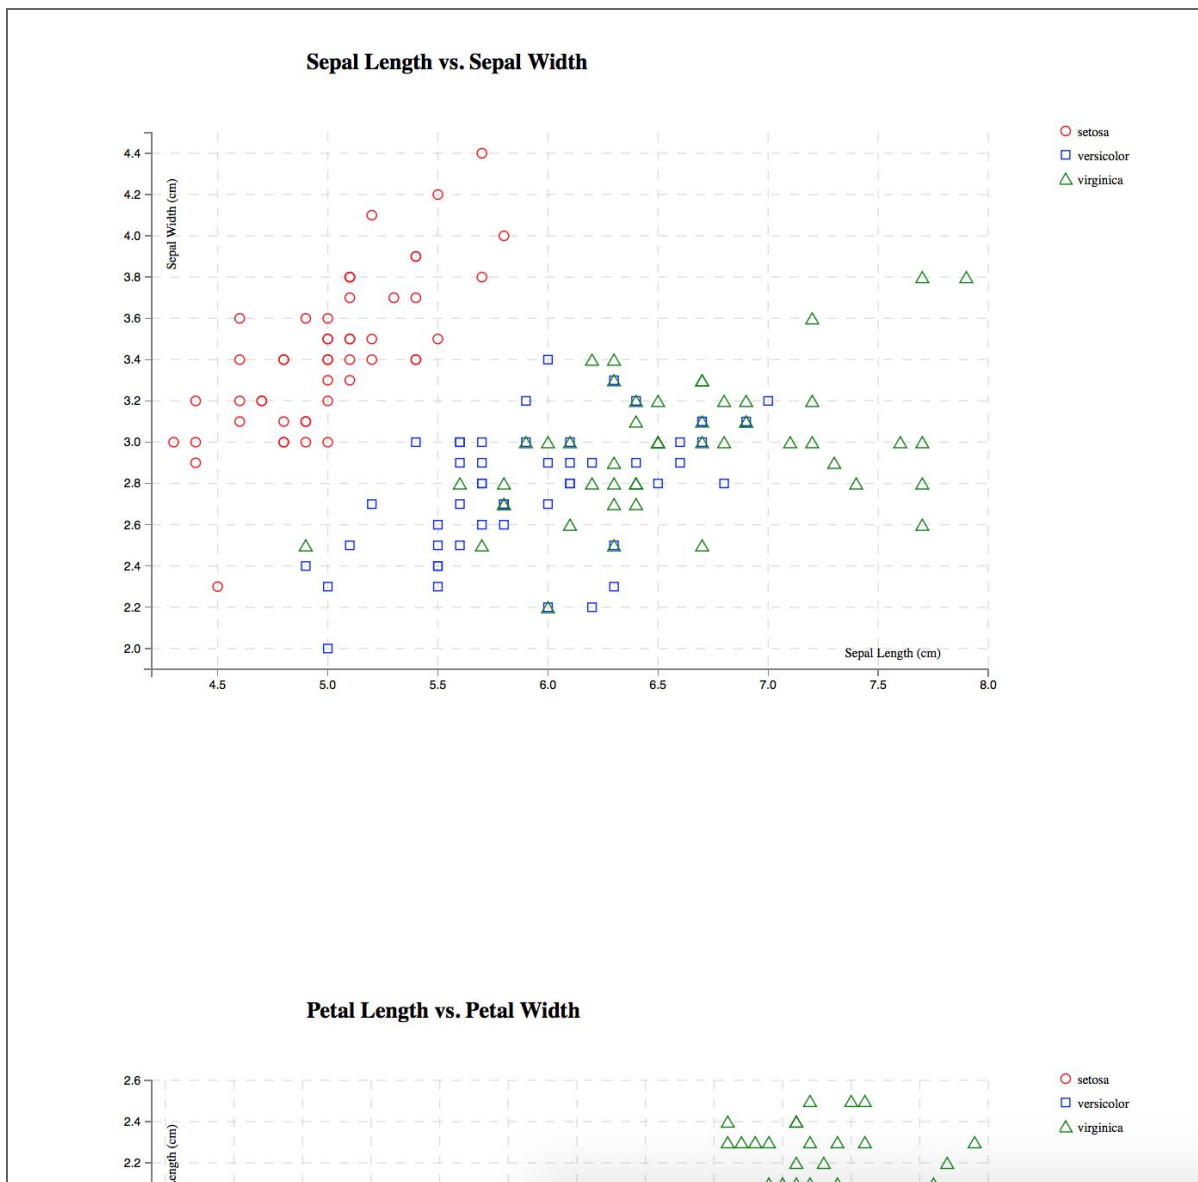 Sepal Length vs. Sepal Width
setosa
versicolor
virginica
Sepal Width (cm)
4.4
4.2
4.0
3.8
3.6
3.4
3.2
3.0
2.8
2.6
2.4
2.2
2.0
Sepal Length (cm)
4.5 5.0 5.5 6.0 6.5 7.0 7.5 8.0
Petal Length vs. Petal Width
setosa
versicolor
virginica
2.6
2.4
2.2
(cm)